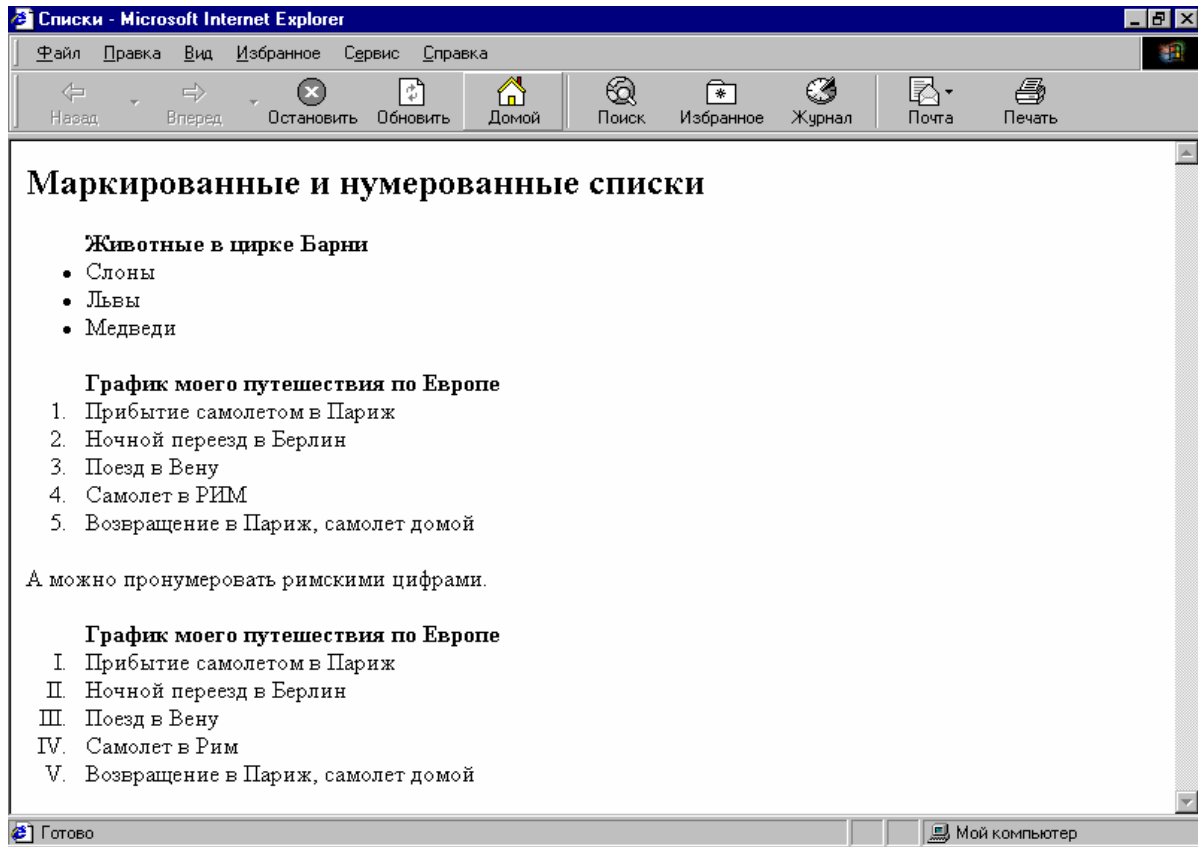 Списки - Microsoft Internet Explorer
Файл Правка Вид Избранное Сервис Справка
Назад Вперед Остановить Обновить Домой Поиск Избранное Журнал Почта Печать
Маркированные и нумерованные списки
Животные в цирке Барни
• Слоны
• Львы
• Медведи
График моего путешествия по Европе
1. Прибытие самолетом в Париж
2. Ночной переезд в Берлин
3. Поезд в Вену
4. Самолет в РИМ
5. Возвращение в Париж, самолет домой
А можно пронумеровать римскими цифрами.
График моего путешествия по Европе
I. Прибытие самолетом в Париж
II. Ночной переезд в Берлин
III. Поезд в Вену
IV. Самолет в Рим
V. Возвращение в Париж, самолет домой
Готово Мой компьютер